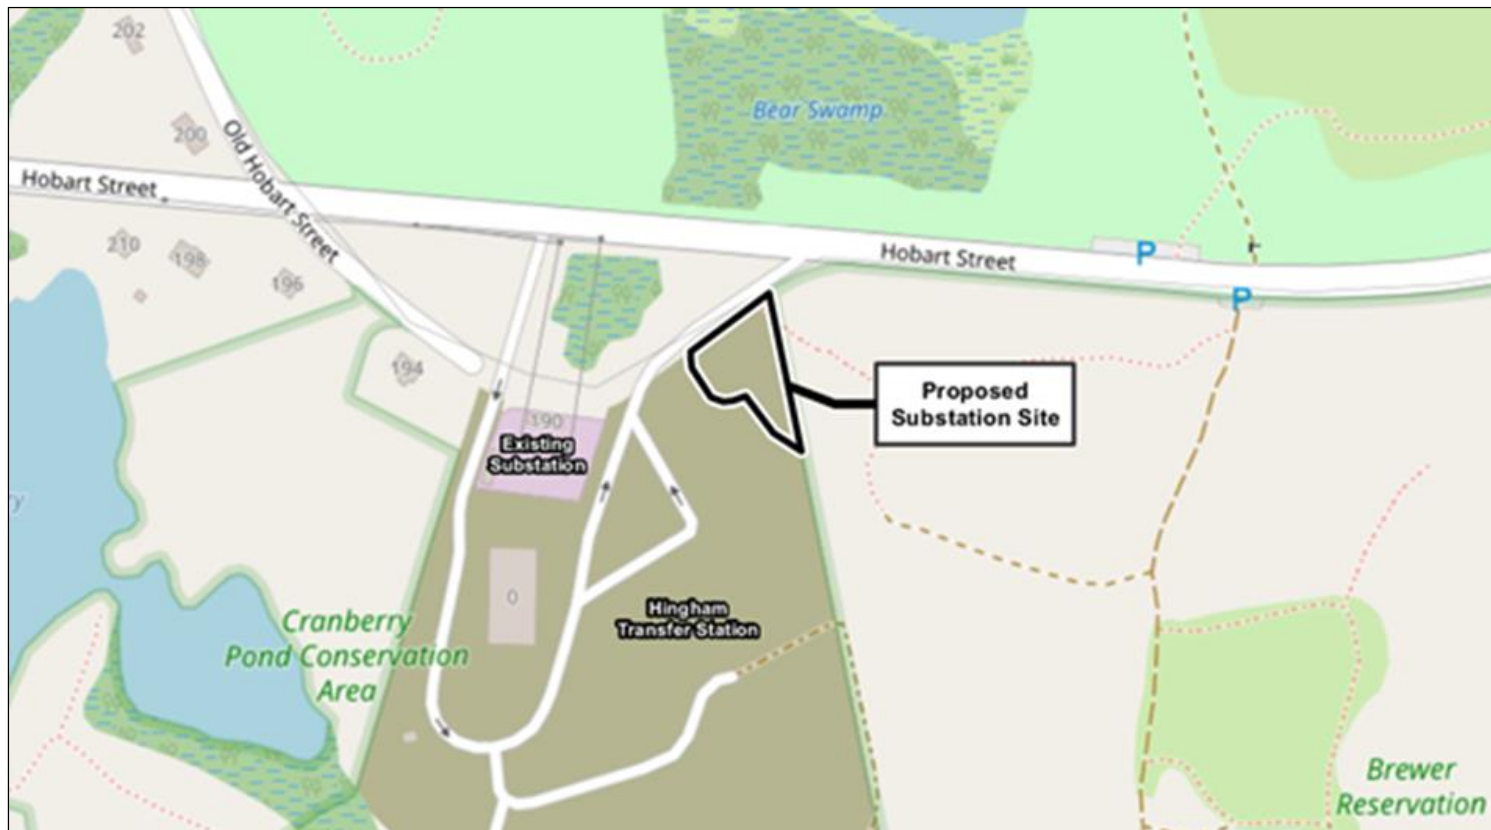 202
200
Old Hobart Street
Bear Swamp
Hobart Street
210
198
196
Hobart Street
P
P
194
Proposed
Substation Site
190
Existing
Substation
0
Hingham
Transfer Station
Cranberry
Pond Conservation
Area
Brewer
Reservation